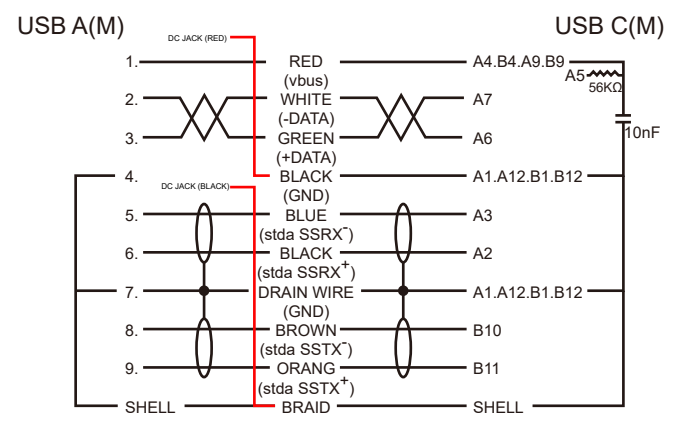 USB A(M) USB C(M)
DC JACK (RED)
1. RED A4.B4.A9.B9
(vbus) A5 56KΩ
2. WHITE A7
(-DATA) 10nF
3. GREEN A6
(+DATA)
4. BLACK A1.A12.B1.B12
DC JACK (BLACK)
(GND)
5. BLUE A3
(stda SSRX-)
6. BLACK A2
(stda SSRX+)
7. DRAIN WIRE A1.A12.B1.B12
(GND)
8. BROWN B10
(stda SSTX-)
9. ORANG B11
(stda SSTX+)
SHELL BRAID SHELL